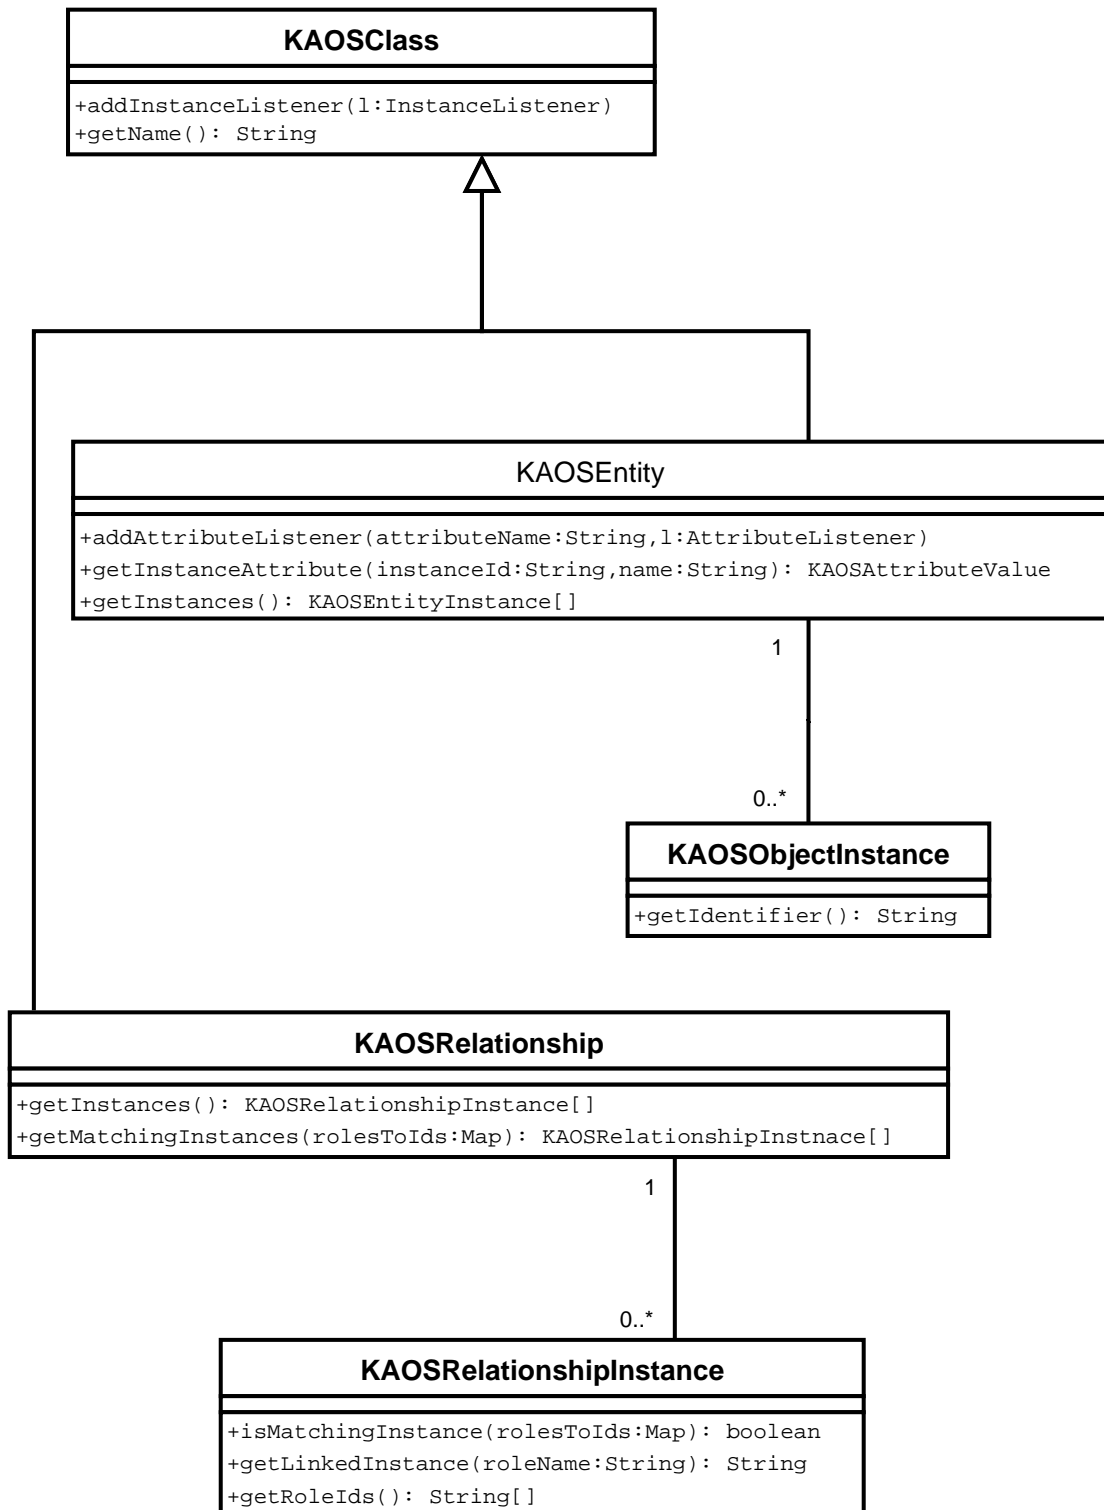 KAOSClass
+addInstanceListener(l:InstanceListener)
+getName(): String
KAOSEntity
+addAttributeListener(attributeName:String,l:AttributeListener)
+getInstanceAttribute(instanceId:String,name:String): KAOSAttributeValue
+getInstances(): KAOSEntityInstance[]
1
0..*
KAOSObjectInstance
+getIdentifier(): String
KAOSRelationship
+getInstances(): KAOSRelationshipInstance[]
+getMatchingInstances(rolesToIds:Map): KAOSRelationshipInstnace[]
1
0..*
KAOSRelationshipInstance
+isMatchingInstance(rolesToIds:Map): boolean
+getLinkedInstance(roleName:String): String
+getRoleIds(): String[]